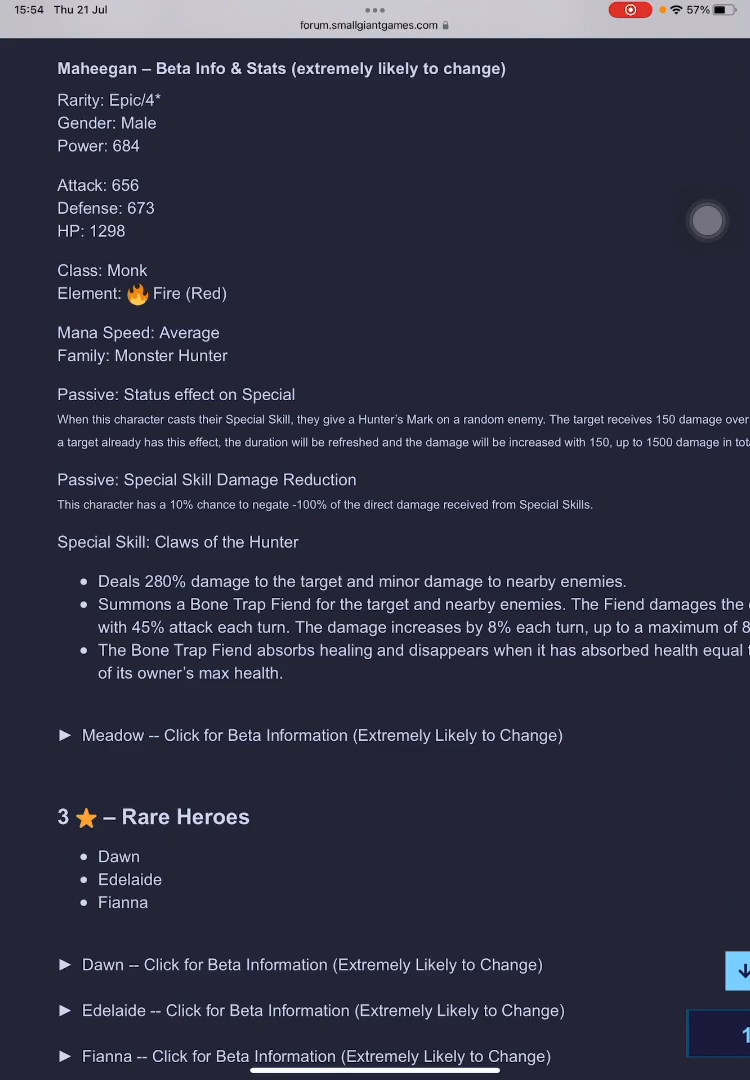 15:54 Thu 21 Jul
57%
forum.smallgiantgames.com
Maheegan – Beta Info & Stats (extremely likely to change)
Rarity: Epic/4*
Gender: Male
Power: 684
Attack: 656
Defense: 673
HP: 1298
Class: Monk
Element: 🔥 Fire (Red)
Mana Speed: Average
Family: Monster Hunter
Passive: Status effect on Special
When this character casts their Special Skill, they give a Hunter's Mark on a random enemy. The target receives 150 damage over
a target already has this effect, the duration will be refreshed and the damage will be increased with 150, up to 1500 damage in
Passive: Special Skill Damage Reduction
This character has a 10% chance to negate -100% of the direct damage received from Special Skills.
Special Skill: Claws of the Hunter
• Deals 280% damage to the target and minor damage to nearby enemies.
• Summons a Bone Trap Fiend for the target and nearby enemies. The Fiend damages the
with 45% attack each turn. The damage increases by 8% each turn, up to a maximum of
• The Bone Trap Fiend absorbs healing and disappears when it has absorbed health equal
of its owner's max health.
► Meadow -- Click for Beta Information (Extremely Likely to Change)
3 ⭐ – Rare Heroes
• Dawn
• Edelaide
• Fianna
► Dawn -- Click for Beta Information (Extremely Likely to Change)
► Edelaide -- Click for Beta Information (Extremely Likely to Change)
► Fianna -- Click for Beta Information (Extremely Likely to Change)